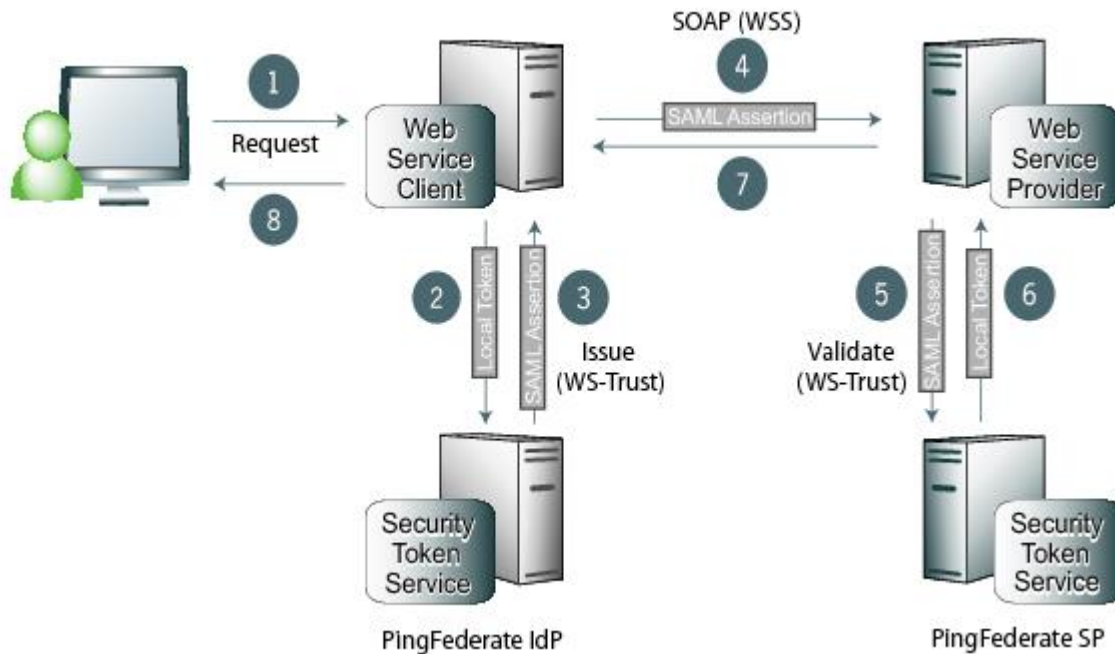 SOAP (WSS)
1
4
SAML Assertion
Request
Web
Service
Client
Web
Service
Provider
7
8
2
Local Token
SAML Assertion
3
Issue
(WS-Trust)
5
Validate
(WS-Trust)
SAML Assertion
Local Token
6
Security
Token
Service
Security
Token
Service
PingFederate IdP
PingFederate SP